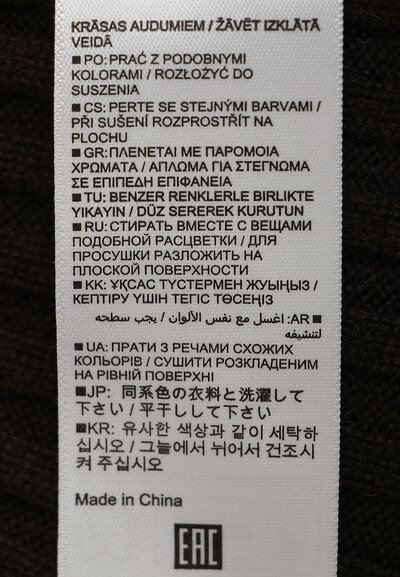 KRĀSAS AUDUMIEM / ŽĀVĒT IZKLĀTĀ
VEIDĀ
■ PO: PRAĆ Z PODOBNYMI
KOLORAMI / ROZŁOŻYĆ DO
SUSZENIA
■ CS: PERTE SE STEJNÝMI BARVAMI /
PŘI SUŠENÍ ROZPROSTŘÍT NA
PLOCHU
■ GR: ΠΛΕΝΕΤΑΙ ΜΕ ΠΑΡΟΜΟΙΑ
ΧΡΩΜΑΤΑ / ΑΠΛΩΜΑ ΓΙΑ ΣΤΕΓΝΩΜΑ
ΣΕ ΕΠΙΠΕΔΗ ΕΠΙΦΑΝΕΙΑ
■ TU: BENZER RENKLERLE BIRLIKTE
YIKAYIN / DÜZ SEREREK KURUTUN
■ RU: СТИРАТЬ ВМЕСТЕ С ВЕЩАМИ
ПОДОБНОЙ РАСЦВЕТКИ / ДЛЯ
ПРОСУШКИ РАЗЛОЖИТЬ НА
ПЛОСКОЙ ПОВЕРХНОСТИ
■ KK: ҰҚСАС ТҮСТЕРМЕН ЖУЫҢЫЗ /
КЕПТІРУ ҮШІН ТЕГІС ТӨСЕҢІЗ
■ AR: اغسل مع نفس الألوان / يجب سطحه
لتنشيفه
■ UA: ПРАТИ З РЕЧАМИ СХОЖИХ
КОЛЬОРІВ / СУШИТИ РОЗКЛАДЕНИМ
НА РІВНІЙ ПОВЕРХНІ
■ JP: 同系色の衣料と洗濯して
下さい / 平干しして下さい
■ KR: 유사한 색상과 같이 세탁하
십시오 / 그늘에서 뉘어서 건조시
켜 주십시오
Made in China
EAC